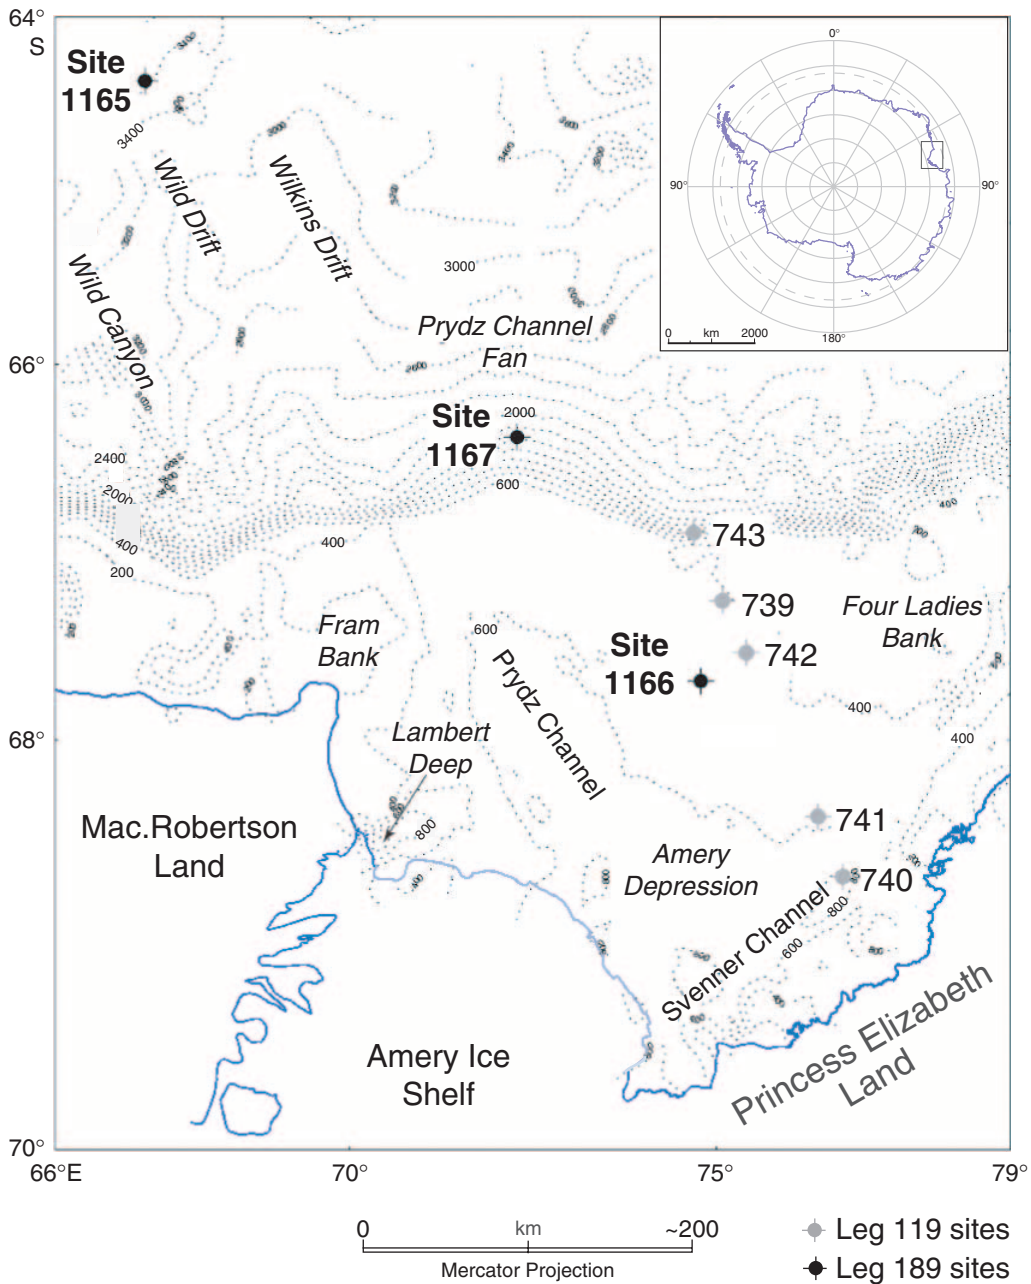 64°
S
Site
1165
3400
Wild Drift
Wilkins Drift
Wild Canyon
3000
Prydz Channel
Fan
0°
90°
90°
180°
0 km 2000
66°
Site
1167
2000
600
2400
2000
400
200
400
743
739
742
Four Ladies
Bank
400
Fram
Bank
600
Prydz Channel
Site
1166
400
400
68°
Lambert
Deep
800
400
Mac.Robertson
Land
741
740
Amery
Depression
Svenner Channel
800
600
Amery Ice
Shelf
Princess Elizabeth
Land
70°
66°E
70°
75°
79°
0 km ~200
Mercator Projection
Leg 119 sites
Leg 189 sites